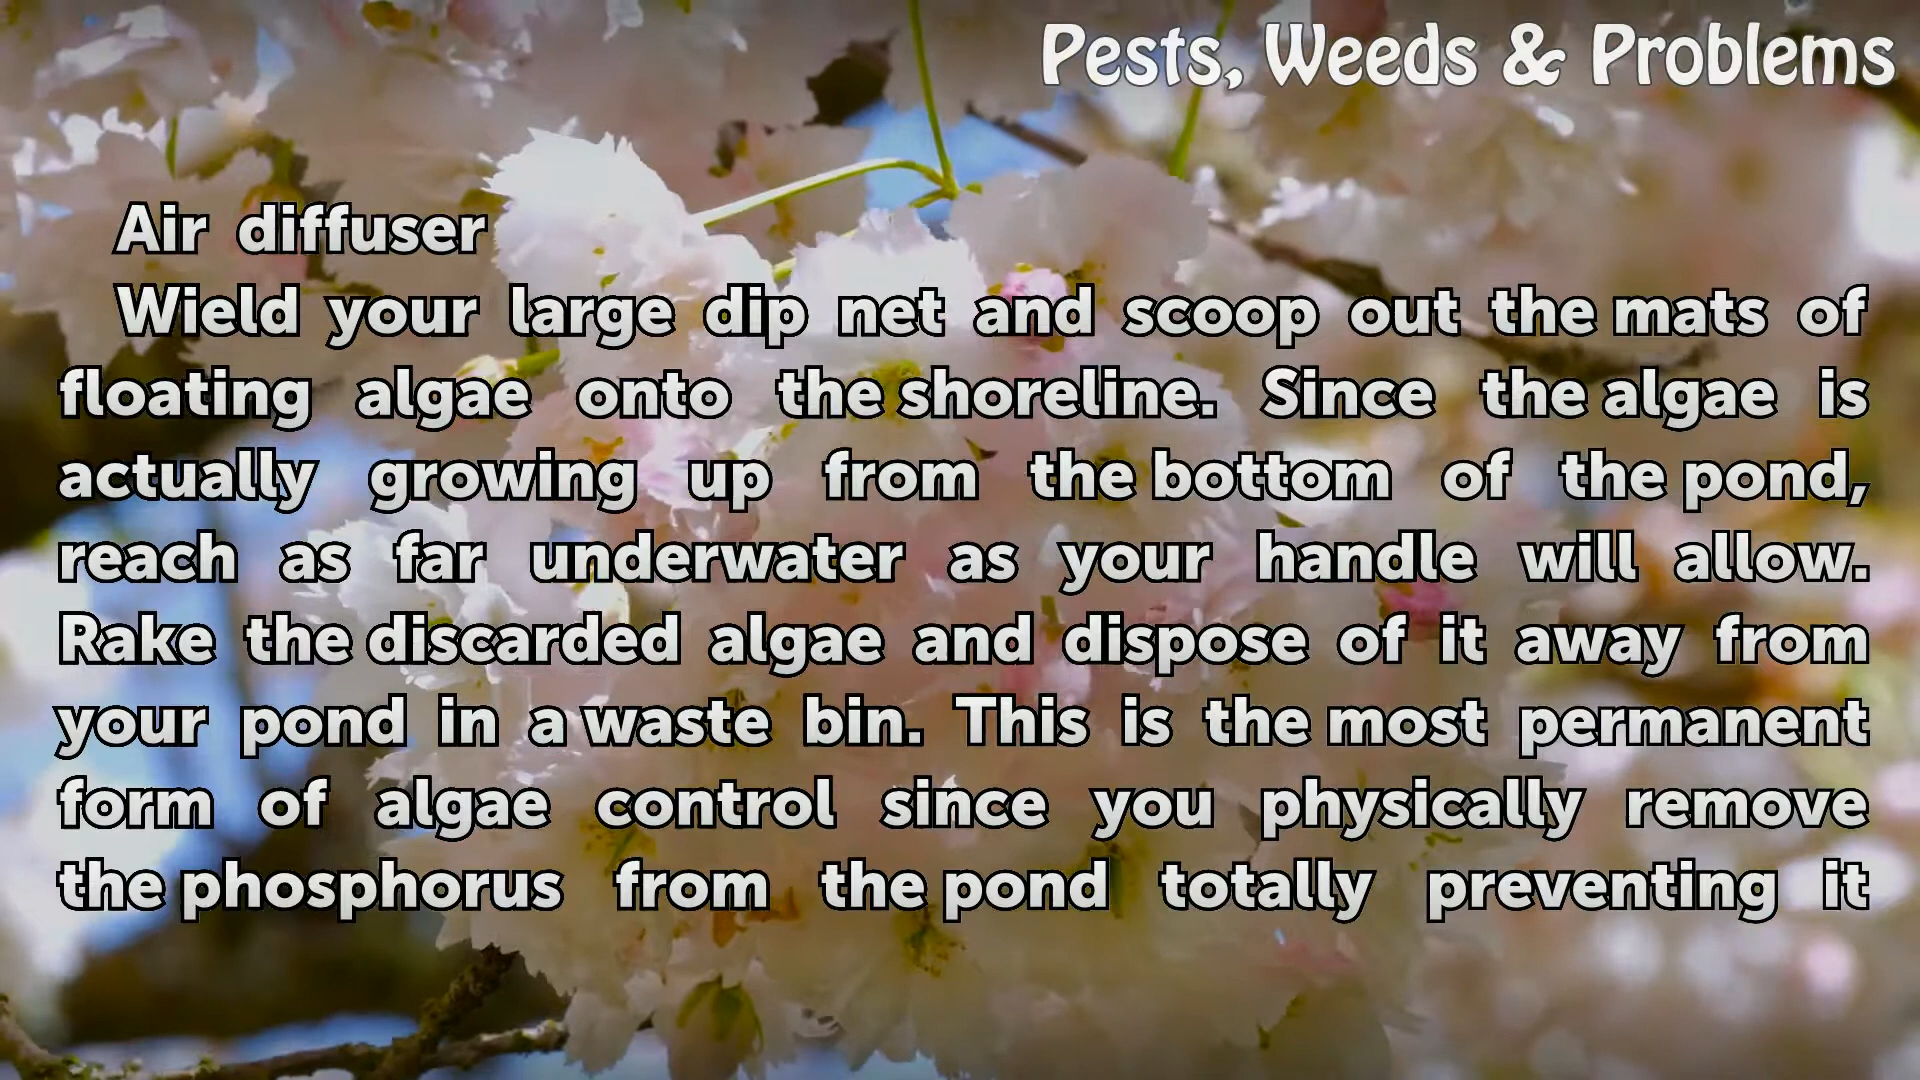 Pests, Weeds & Problems
Air diffuser
Wield your large dip net and scoop out the mats of
floating algae onto the shoreline. Since the algae is
actually growing up from the bottom of the pond,
reach as far underwater as your handle will allow.
Rake the discarded algae and dispose of it away from
your pond in a waste bin. This is the most permanent
form of algae control since you physically remove
the phosphorus from the pond totally preventing it